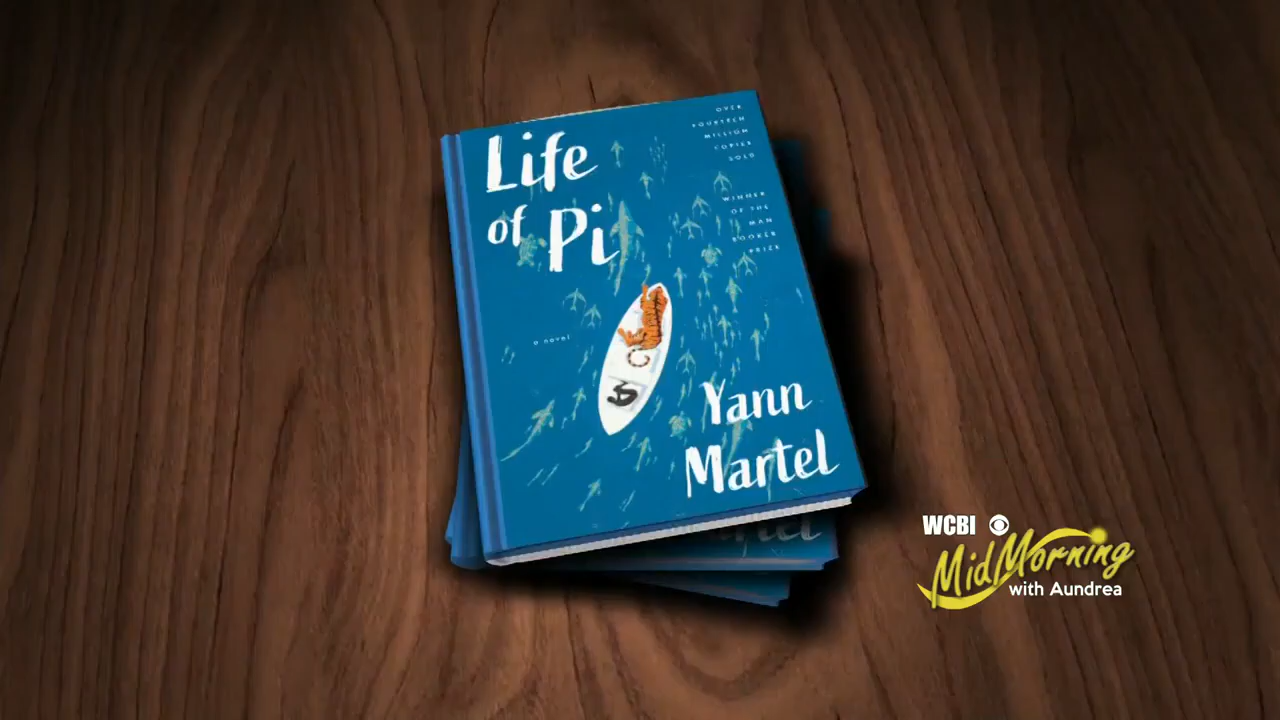 Life
of Pi
OVER
FOURTEEN
MILLION
COPIES
SOLD
WINNER
OF THE
MAN
BOOKER
PRIZE
a novel
Yann
Martel
WCBI
MidMorning
with Aundrea